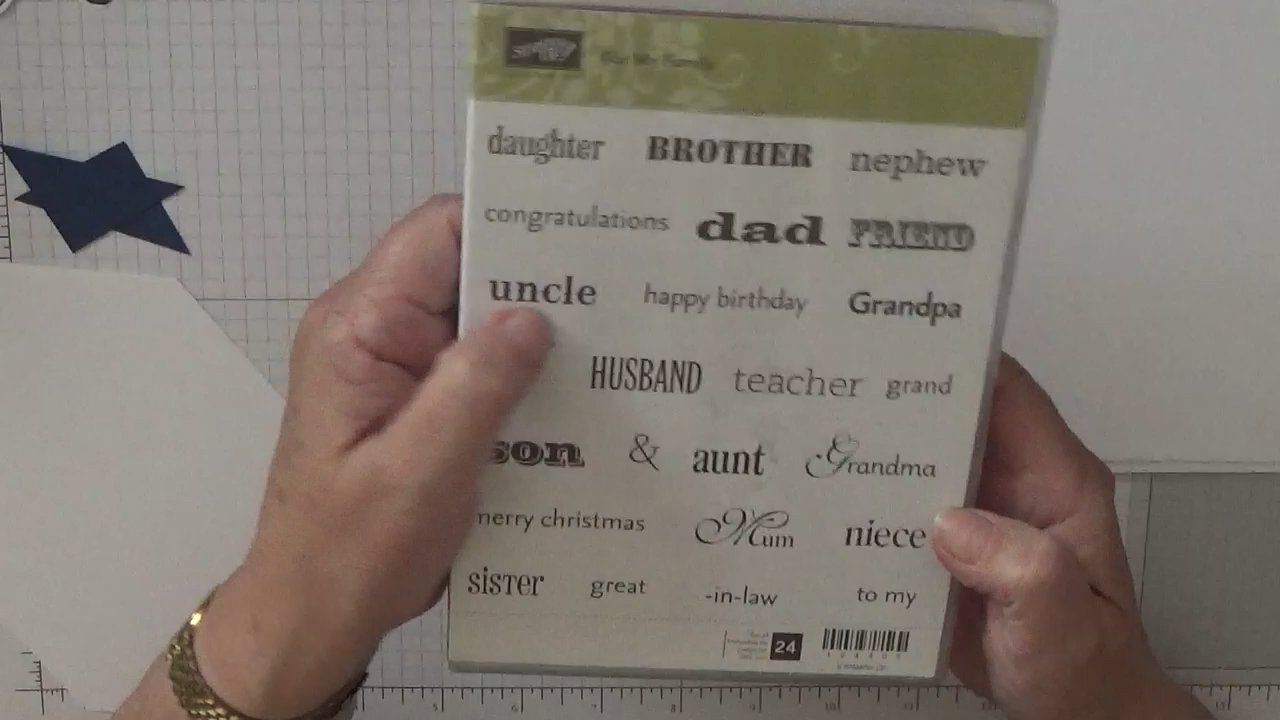 daughter BROTHER nephew
congratulations dad FRIEND
uncle happy birthday Grandpa
HUSBAND teacher grand
son & aunt Grandma
merry christmas Mum niece
sister great -in-law to my
24